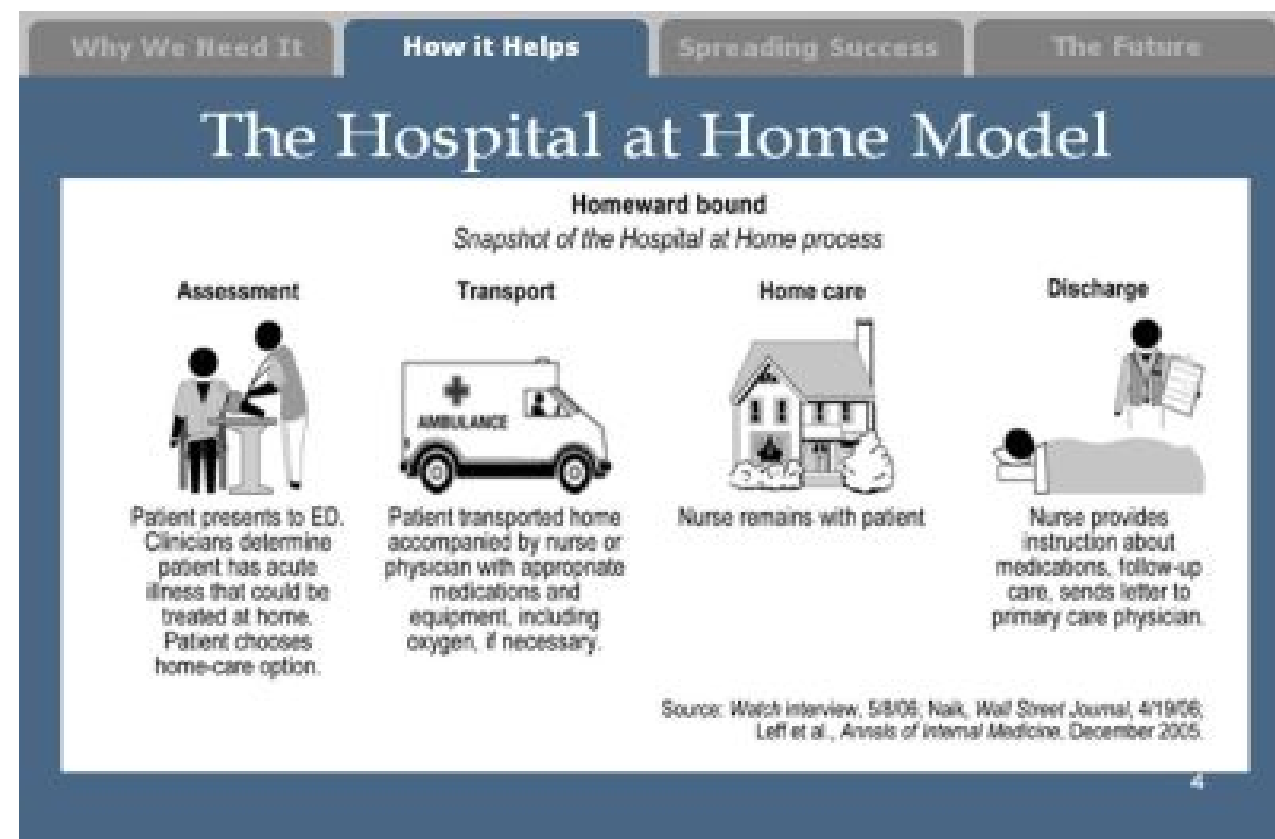 Why We Need It
How it Helps
Spreading Success
The Future
The Hospital at Home Model
Homeward bound
Snapshot of the Hospital at Home process
Assessment
Patient presents to ED.
Clinicians determine
patient has acute
illness that could be
treated at home.
Patient chooses
home-care option.
Transport
AMBULANCE
Patient transported home
accompanied by nurse or
physician with appropriate
medications and
equipment, including
oxygen, if necessary.
Home care
Nurse remains with patient
Discharge
Nurse provides
instruction about
medications, follow-up
care, sends letter to
primary care physician.
Source: Watch interview, 5/8/06; Naik, Wall Street Journal, 4/19/06;
Leff et al., Annals of Internal Medicine, December 2005.
4